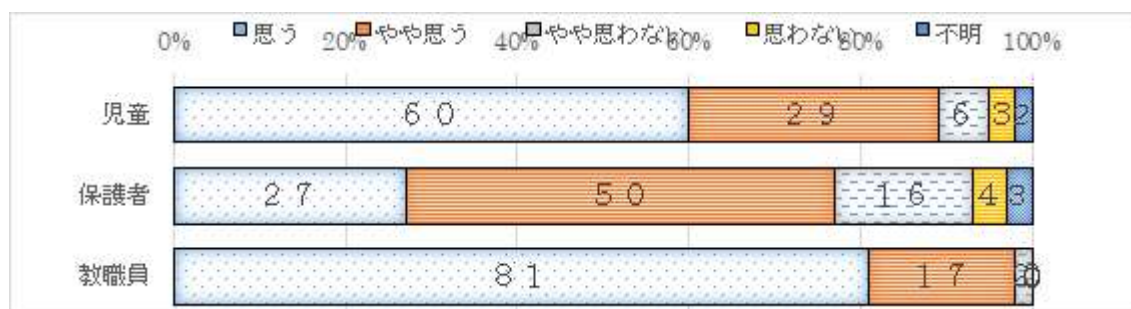 ■思う ■やや思う ■やや思わない ■思わない ■不明
0% 20% 40% 60% 80% 100%
児童 60 29 6 3 2
保護者 27 50 16 4 3
教職員 81 17 0